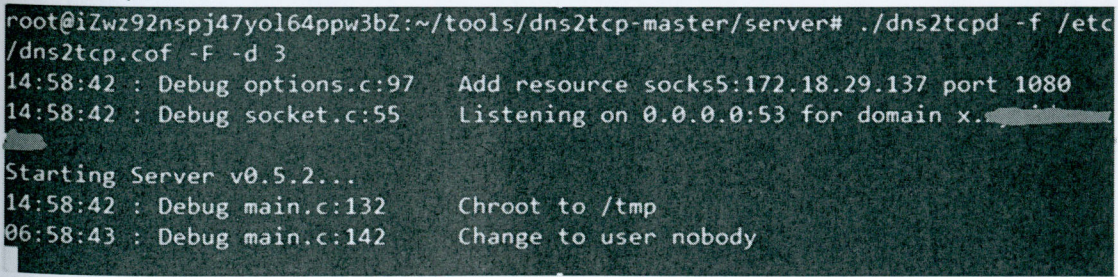 root@iZwz92nspj47yol64ppw3bZ:~/tools/dns2tcp-master/server# ./dns2tcpd -f /etc
/dns2tcp.cof -F -d 3
14:58:42 : Debug options.c:97 Add resource socks5:172.18.29.137 port 1080
14:58:42 : Debug socket.c:55 Listening on 0.0.0.0:53 for domain x.
Starting Server v0.5.2...
14:58:42 : Debug main.c:132 Chroot to /tmp
06:58:43 : Debug main.c:142 Change to user nobody